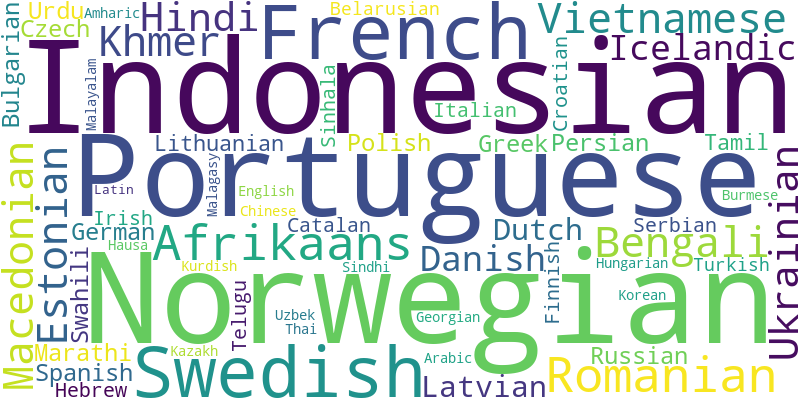 Bulgarian
Urdu
Amharic
Czech
Hindi
Khmer
French
Belarusian
Vietnamese
Icelandic
Indonesian
Malayalam
Sinhala
Italian
Croatian
Portuguese
Lithuanian
Polish
Greek
Persian
Tamil
Macedonian
Estonian
Latin
Malagasy
English
Chinese
Burmese
Irish
German
Hausa
Afrikaans
Catalan
Dutch
Serbian
Bengali
Ukrainian
Swahili
Kurdish
Sindhi
Danish
Finnish
Hungarian
Turkish
Norwegian
Korean
Telugu
Uzbek
Thai
Georgian
Marathi
Kazakh
Spanish
Hebrew
Swedish
Arabic
Latvian
Russian
Romanian